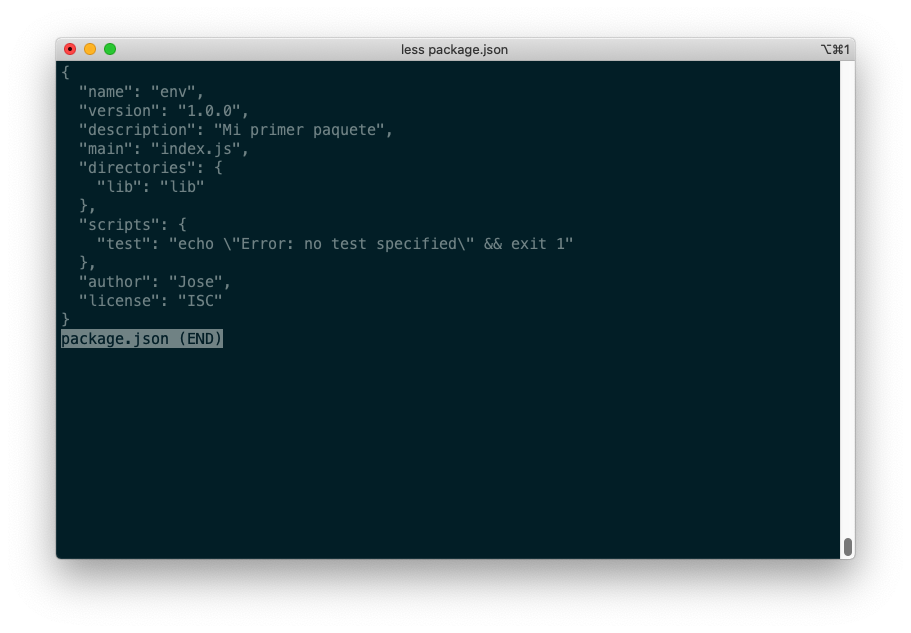 less package.json
⌥⌘1
{
  "name": "env",
  "version": "1.0.0",
  "description": "Mi primer paquete",
  "main": "index.js",
  "directories": {
    "lib": "lib"
  },
  "scripts": {
    "test": "echo \"Error: no test specified\" && exit 1"
  },
  "author": "Jose",
  "license": "ISC"
}
package.json (END)